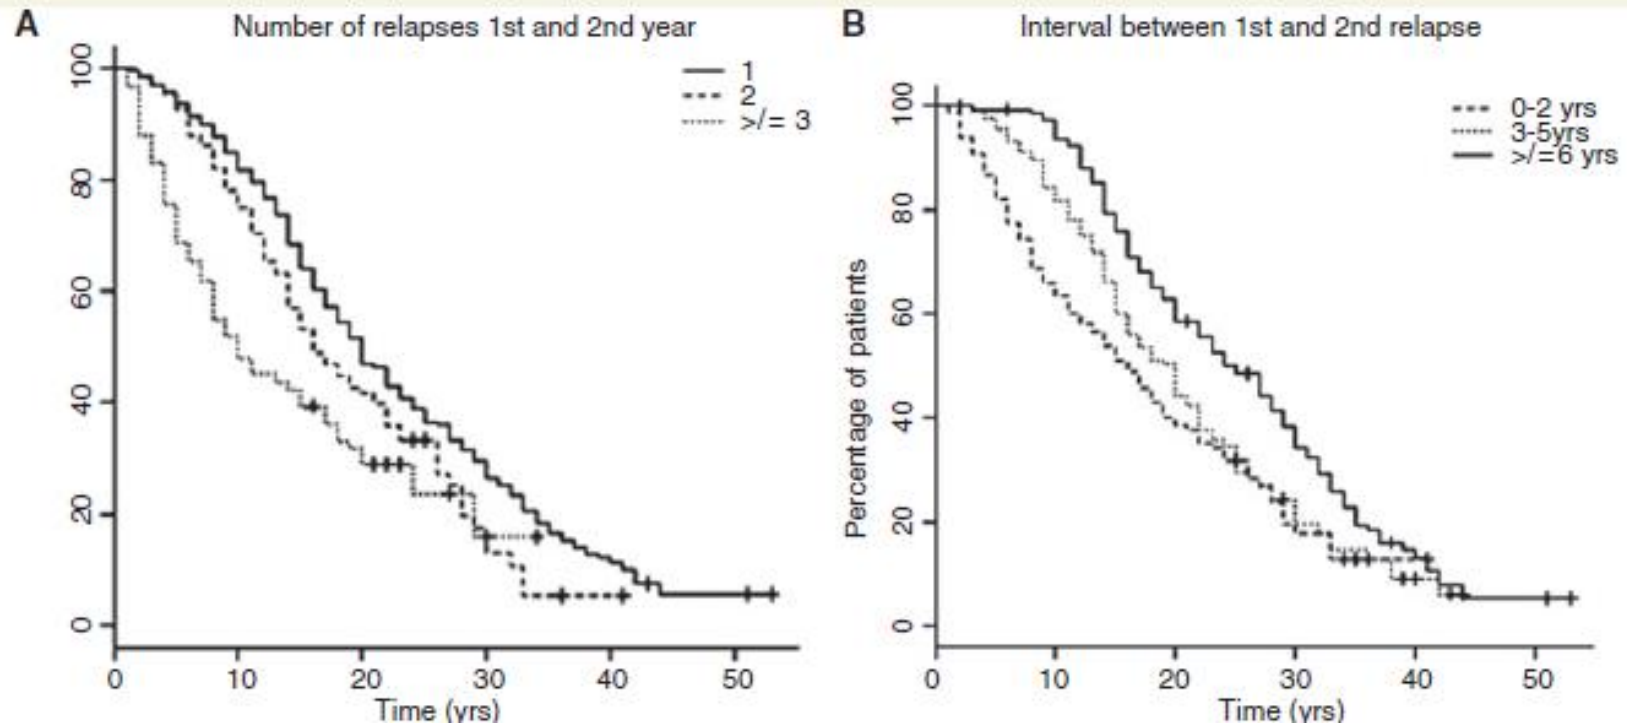 A
Number of relapses 1st and 2nd year
1
2
>/= 3
100
80
60
40
20
0
0 10 20 30 40 50
Time (yrs)
B
Interval between 1st and 2nd relapse
0-2 yrs
3-5yrs
>/=6 yrs
Percentage of patients
100
80
60
40
20
0
0 10 20 30 40 50
Time (yrs)